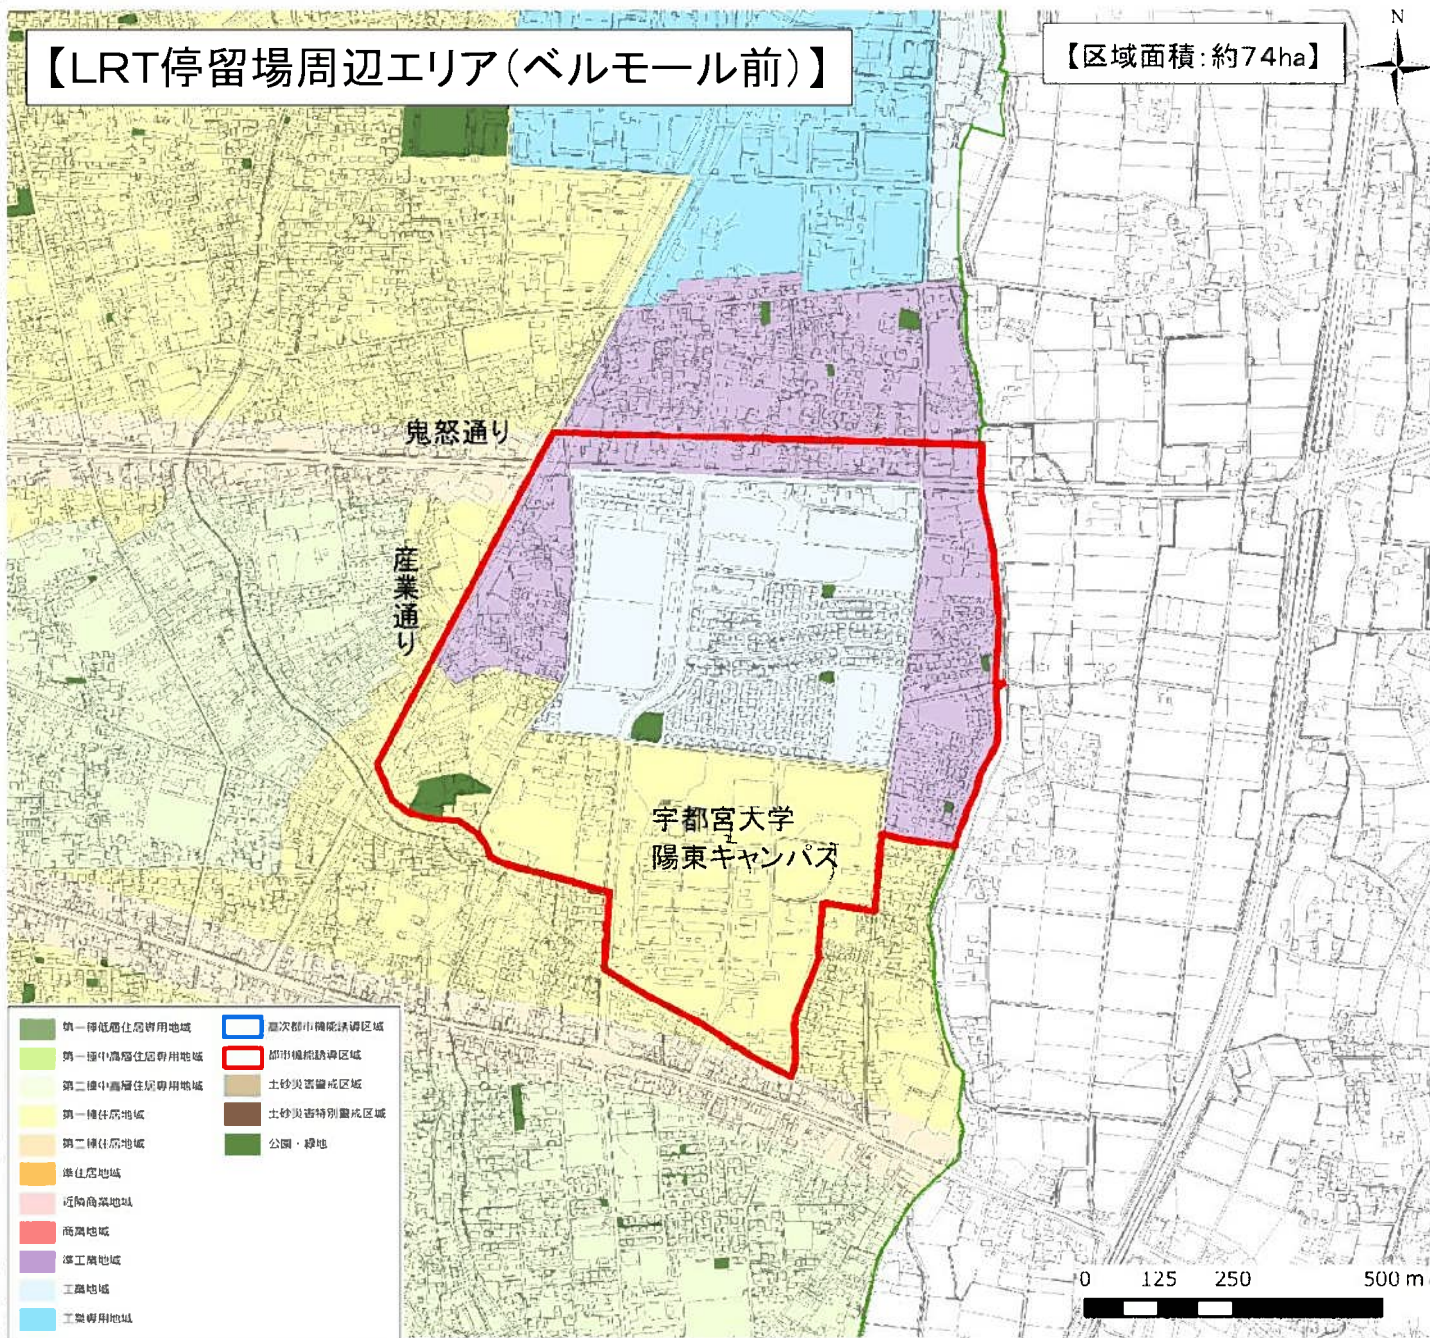 【LRT停留場周辺エリア(ベルモール前)】
【区域面積:約74ha】
N
鬼怒通り
産業通り
宇都宮大学
陽東キャンパス
第一種低層住居専用地域
第一種中高層住居専用地域
第二種中高層住居専用地域
第一種住居地域
第二種住居地域
準住居地域
近隣商業地域
商業地域
準工業地域
工業地域
工業専用地域
高次都市機能誘導区域
都市機能誘導区域
土砂災害警戒区域
土砂災害特別警戒区域
公園・緑地
0 125 250 500 m